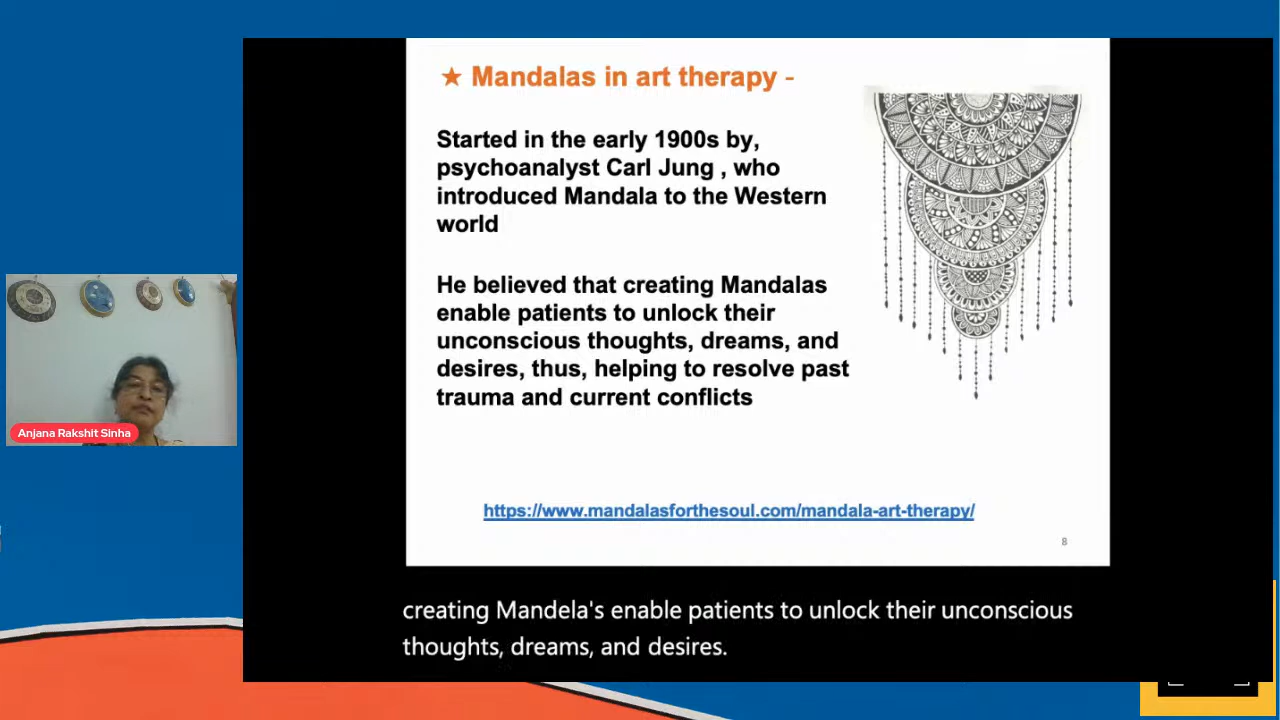 ★ Mandalas in art therapy -
Started in the early 1900s by,
psychoanalyst Carl Jung , who
introduced Mandala to the Western
world
He believed that creating Mandalas
enable patients to unlock their
unconscious thoughts, dreams, and
desires, thus, helping to resolve past
trauma and current conflicts
https://www.mandalasforthesoul.com/mandala-art-therapy/
8
Anjana Rakshit Sinha
creating Mandela's enable patients to unlock their unconscious
thoughts, dreams, and desires.